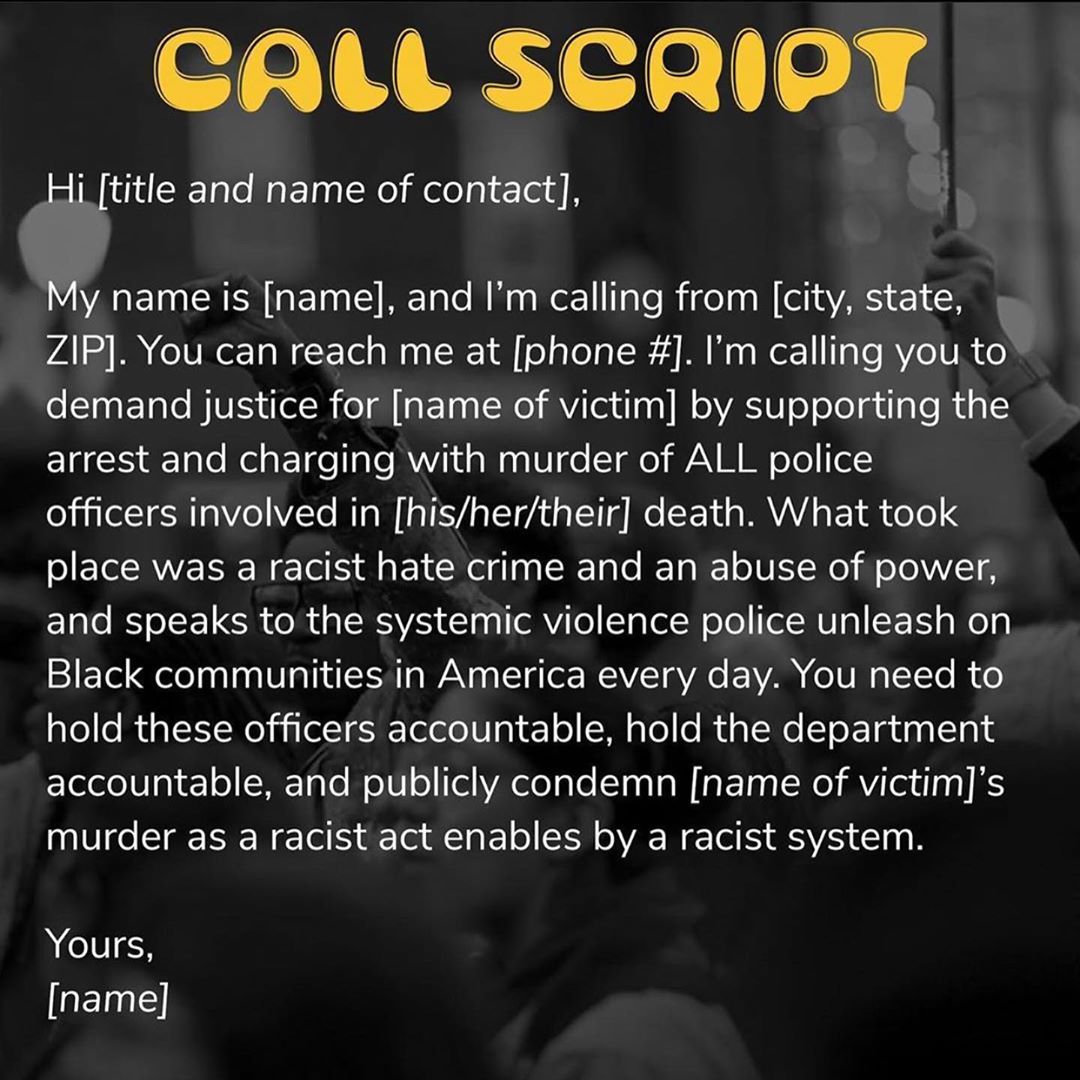 CALL SCRIPT
Hi [title and name of contact],
My name is [name], and I’m calling from [city, state,
ZIP]. You can reach me at [phone #]. I’m calling you to
demand justice for [name of victim] by supporting the
arrest and charging with murder of ALL police
officers involved in [his/her/their] death. What took
place was a racist hate crime and an abuse of power,
and speaks to the systemic violence police unleash on
Black communities in America every day. You need to
hold these officers accountable, hold the department
accountable, and publicly condemn [name of victim]’s
murder as a racist act enables by a racist system.
Yours,
[name]